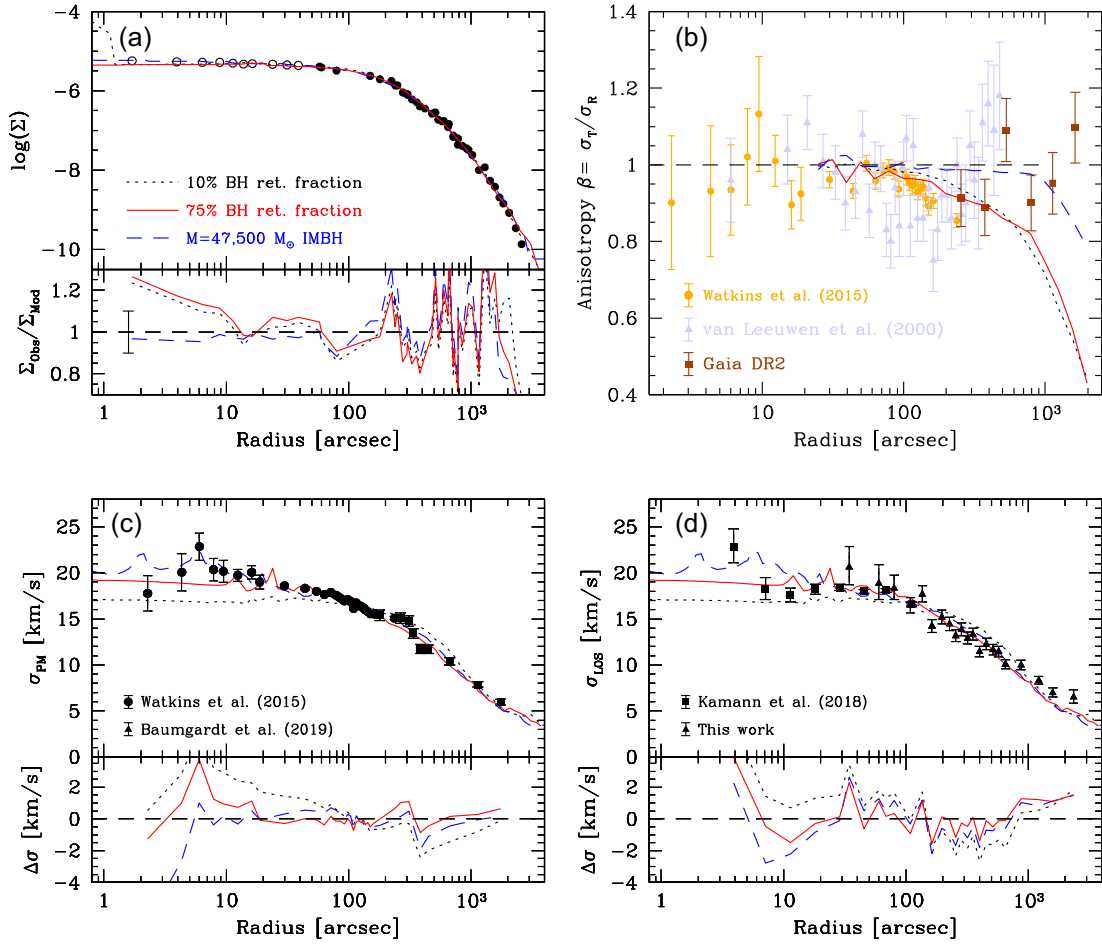 (a)
log(Σ)
−4
−6
−8
−10
10% BH ret. fraction
75% BH ret. fraction
M=47,500 M⊙ IMBH
Σ_Obs/Σ_Mod
1.2
1
0.8
1 10 100 10³
Radius [arcsec]
(b)
Anisotropy β= σ_T/σ_R
1.4
1.2
1
0.8
0.6
0.4
Watkins et al. (2015)
van Leeuwen et al. (2000)
Gaia DR2
10 100 10³
Radius [arcsec]
(c)
σ_PM [km/s]
25
20
15
10
5
0
Watkins et al. (2015)
Baumgardt et al. (2019)
Δσ [km/s]
2
0
−2
−4
1 10 100 10³
Radius [arcsec]
(d)
σ_LOS [km/s]
25
20
15
10
5
0
Kamann et al. (2018)
This work
Δσ [km/s]
2
0
−2
−4
1 10 100 10³
Radius [arcsec]